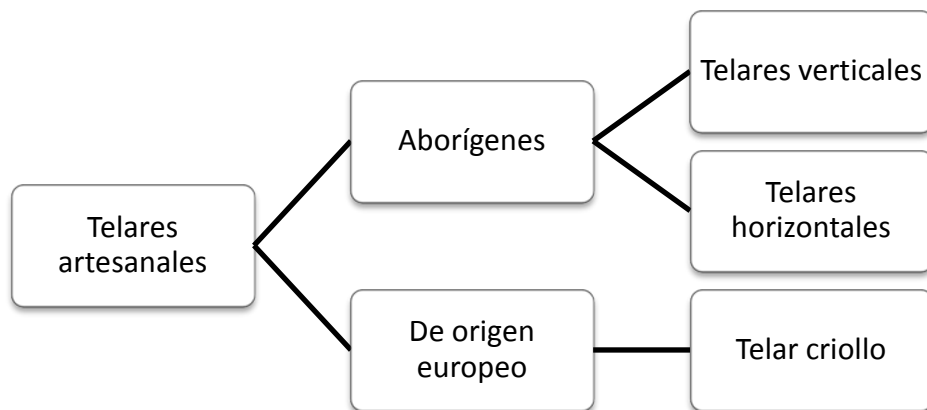 Telares
artesanales
Aborígenes
Telares verticales
Telares
horizontales
De origen
europeo
Telar criollo